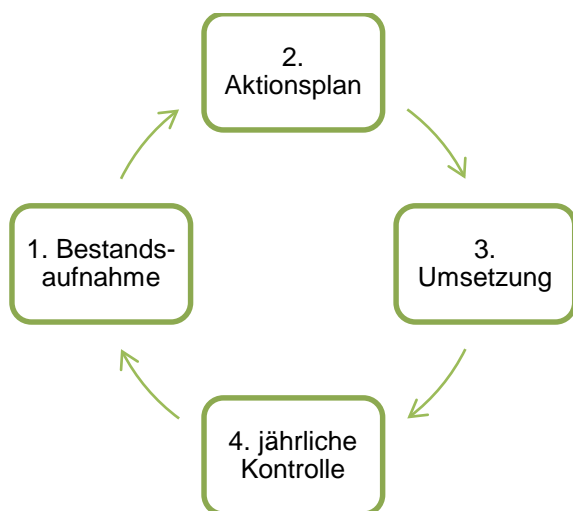 2.
Aktionsplan
1. Bestands-
aufnahme
3.
Umsetzung
4. jährliche
Kontrolle